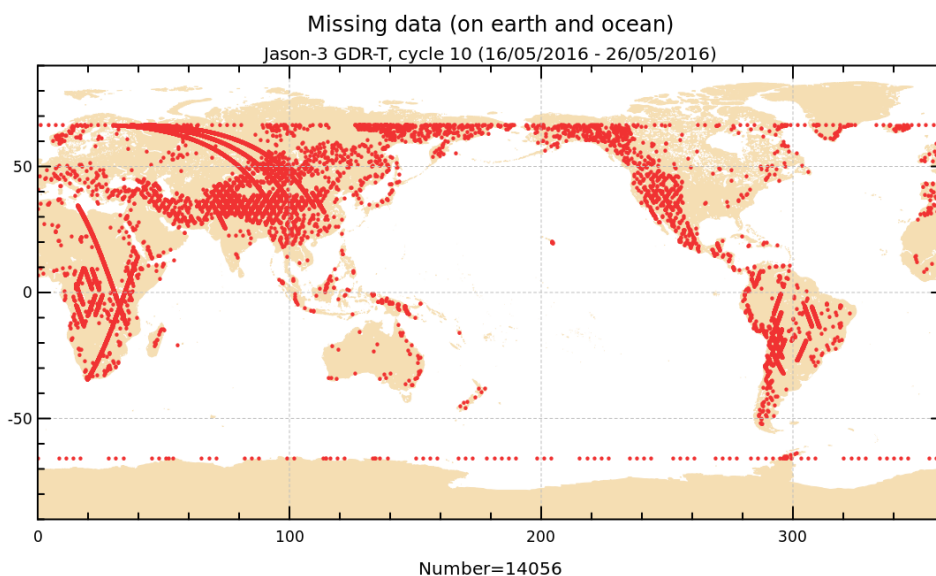 Missing data (on earth and ocean)
Jason-3 GDR-T, cycle 10 (16/05/2016 - 26/05/2016)
50
0
-50
0 100 200 300
Number=14056